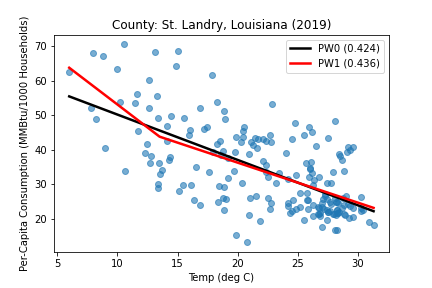 County: St. Landry, Louisiana (2019)
Per-Capita Consumption (MMBtu/1000 Households)
70
60
50
40
30
20
PW0 (0.424)
PW1 (0.436)
5 10 15 20 25 30
Temp (deg C)